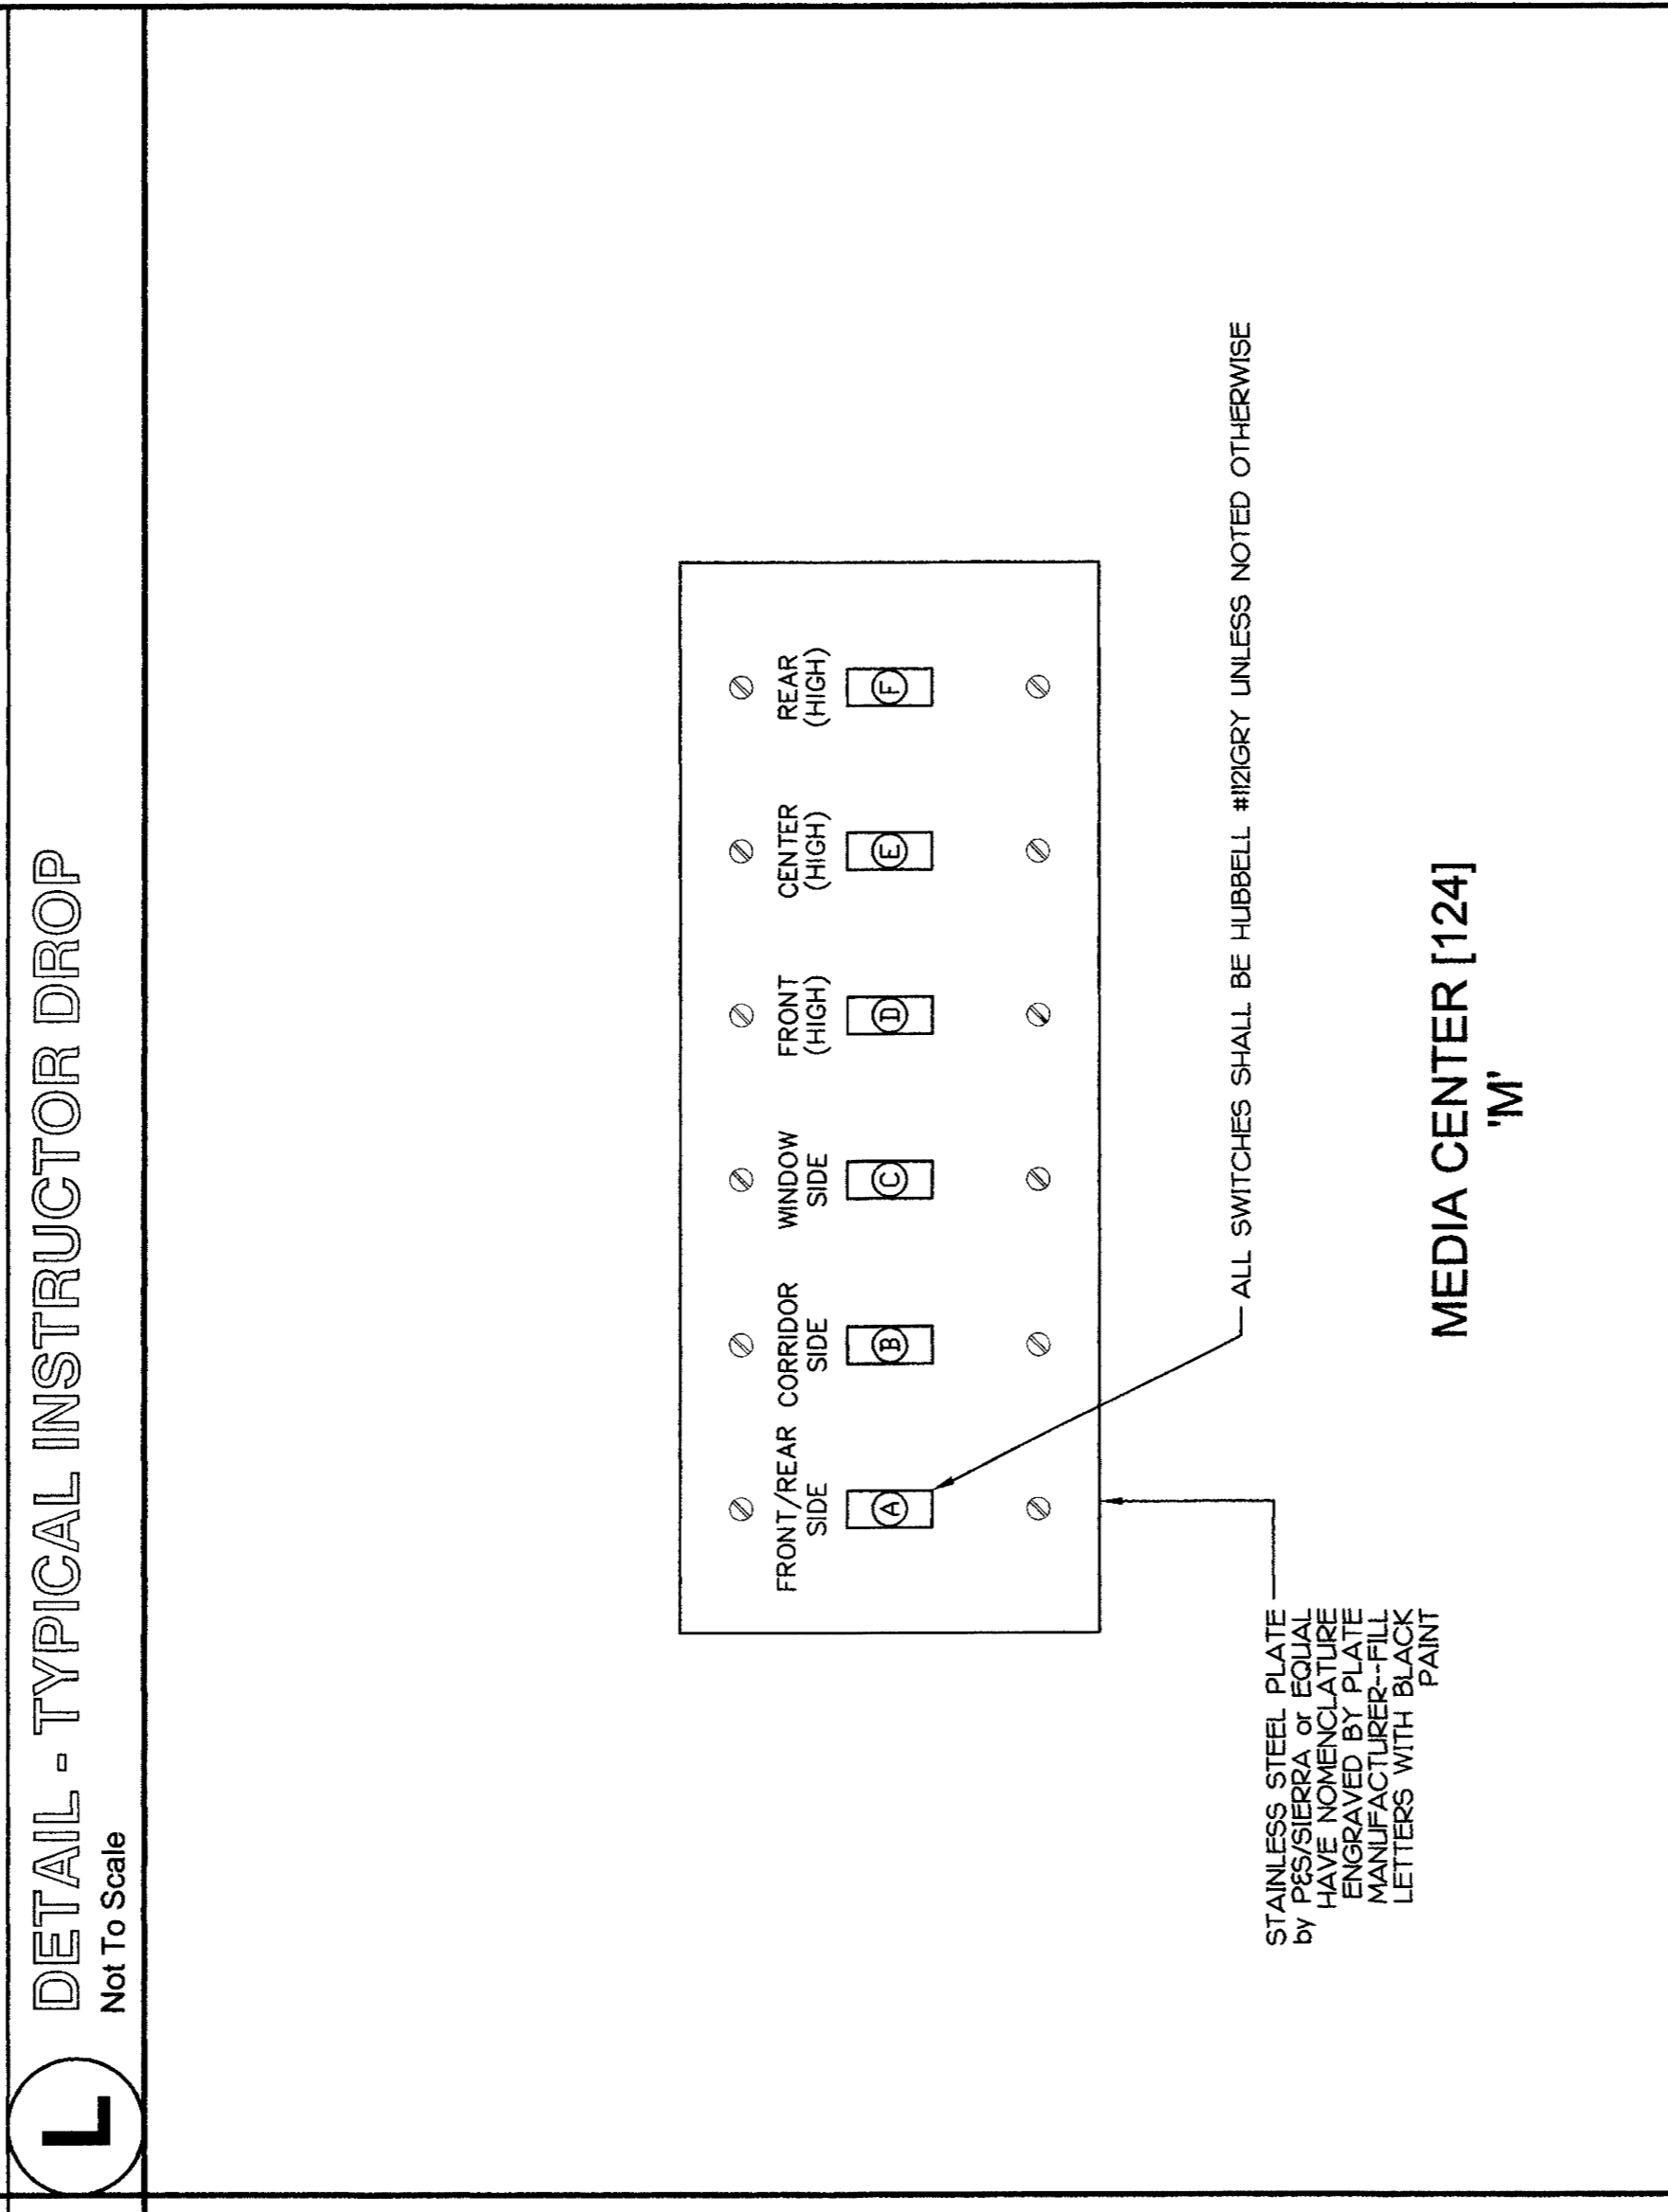 L
DETAIL - TYPICAL INSTRUCTOR DROP
Not To Scale
FRONT/REAR
SIDE
CORRIDOR
SIDE
WINDOW
SIDE
FRONT
(HIGH)
CENTER
(HIGH)
REAR
(HIGH)
A
B
C
D
E
F
ALL SWITCHES SHALL BE HUBBELL #1121GRY UNLESS NOTED OTHERWISE
STAINLESS STEEL PLATE
by P&S/SIERRA or EQUAL
HAVE NOMENCLATURE
ENGRAVED BY PLATE
MANUFACTURER--FILL
LETTERS WITH BLACK
PAINT
MEDIA CENTER [124]
'M'